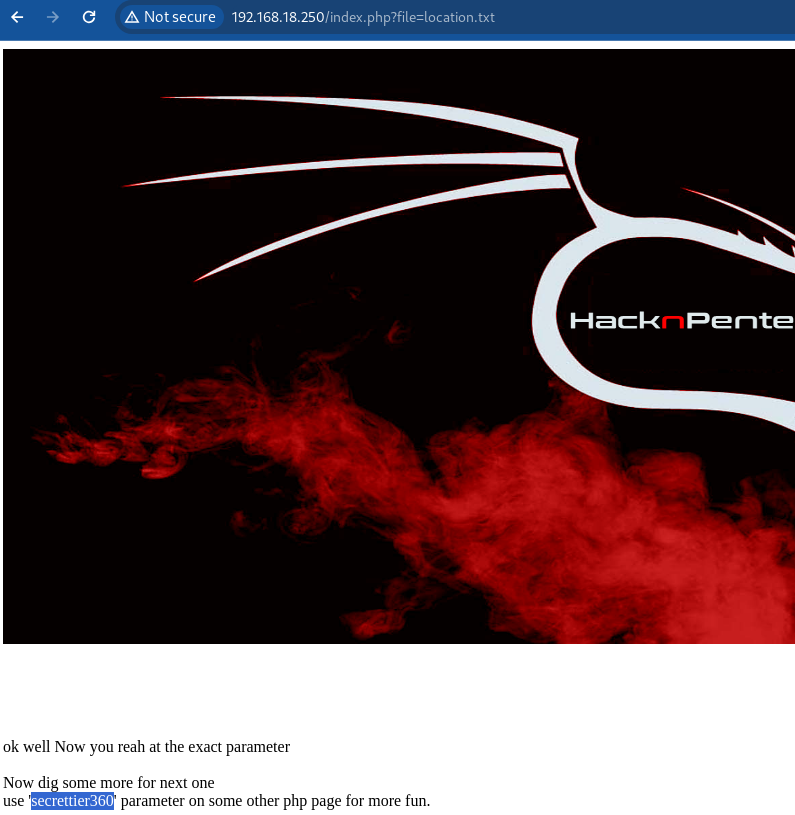 Not secure 192.168.18.250/index.php?file=location.txt
HacknPente
ok well Now you reah at the exact parameter
Now dig some more for next one
use 'secrettier360' parameter on some other php page for more fun.